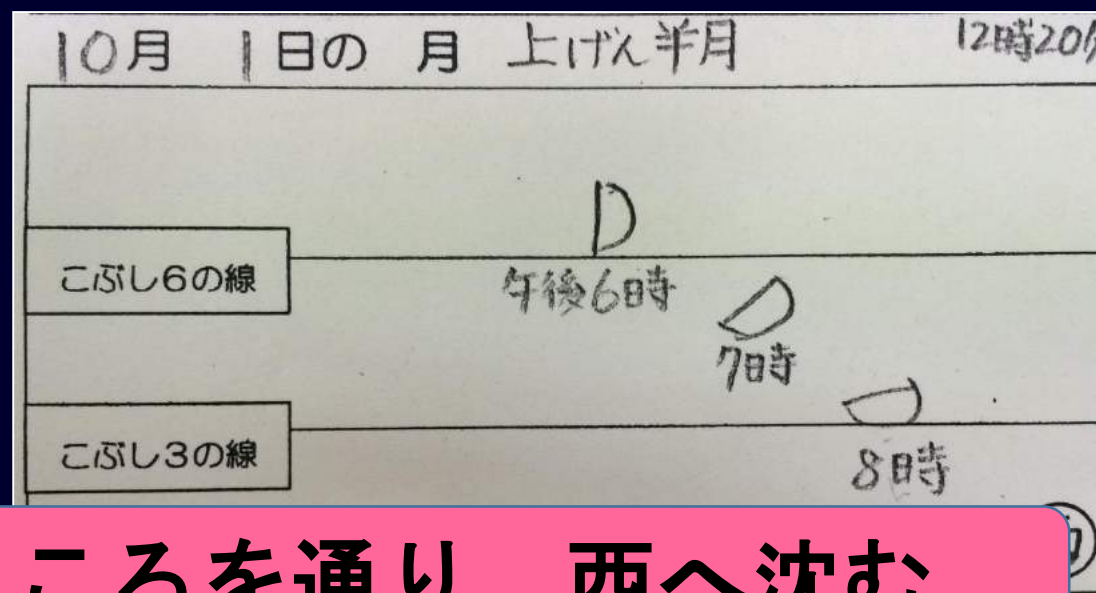 10月 1日の 月 上げん半月 12時20分
こぶし6の線
午後6時
7時
こぶし3の線
8時
ころを通り 西へ沈む